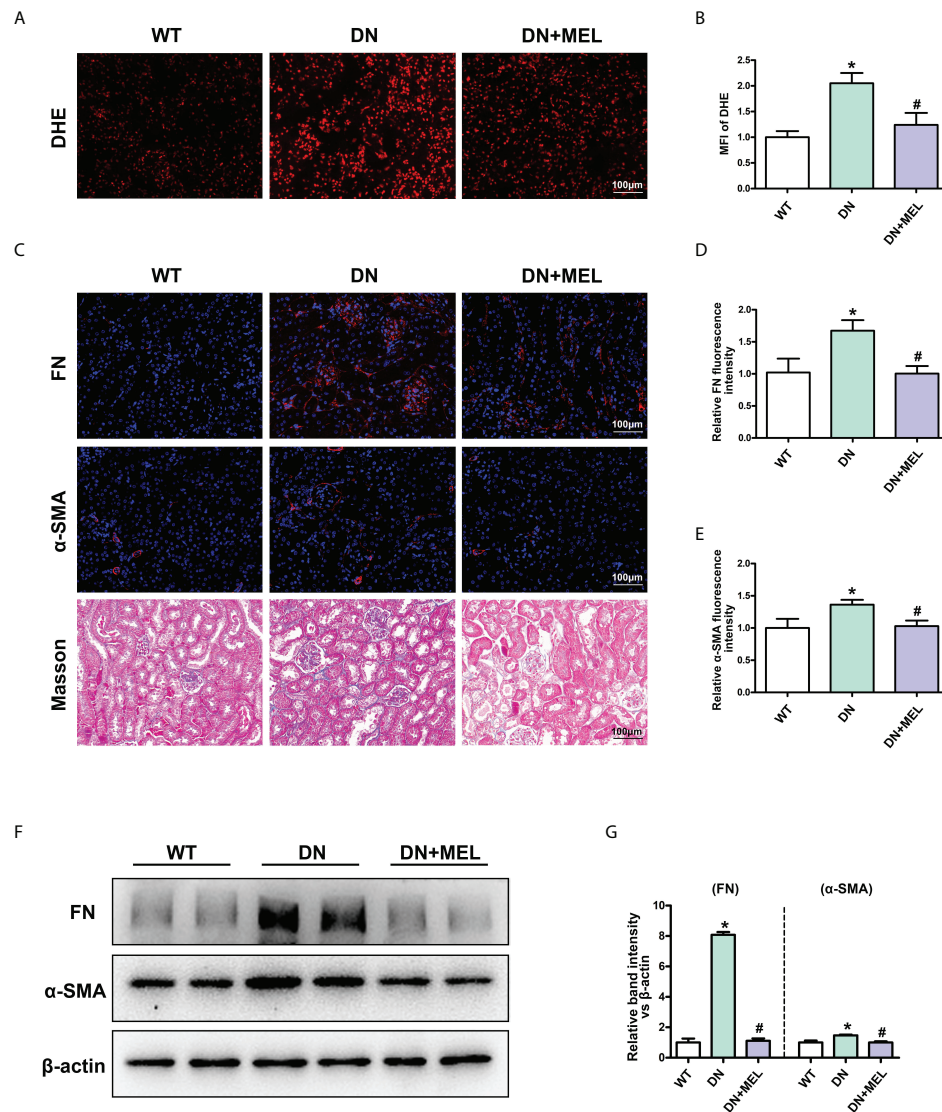 A
WT DN DN+MEL
DHE
100μm
B
MFI of DHE
2.5
2.0
1.5
1.0
0.5
0.0
*
#
WT DN DN+MEL
C
WT DN DN+MEL
FN
100μm
α-SMA
100μm
Masson
100μm
D
Relative FN fluorescence
intensity
2.0
1.5
1.0
0.5
0.0
*
#
WT DN DN+MEL
E
Relative α-SMA fluorescence
intensity
2.0
1.5
1.0
0.5
0.0
*
#
WT DN DN+MEL
F
WT DN DN+MEL
FN
α-SMA
β-actin
G
(FN) (α-SMA)
Relative band intensity
vs β-actin
10
8
6
4
2
0
*
#
*
#
WT DN DN+MEL WT DN DN+MEL